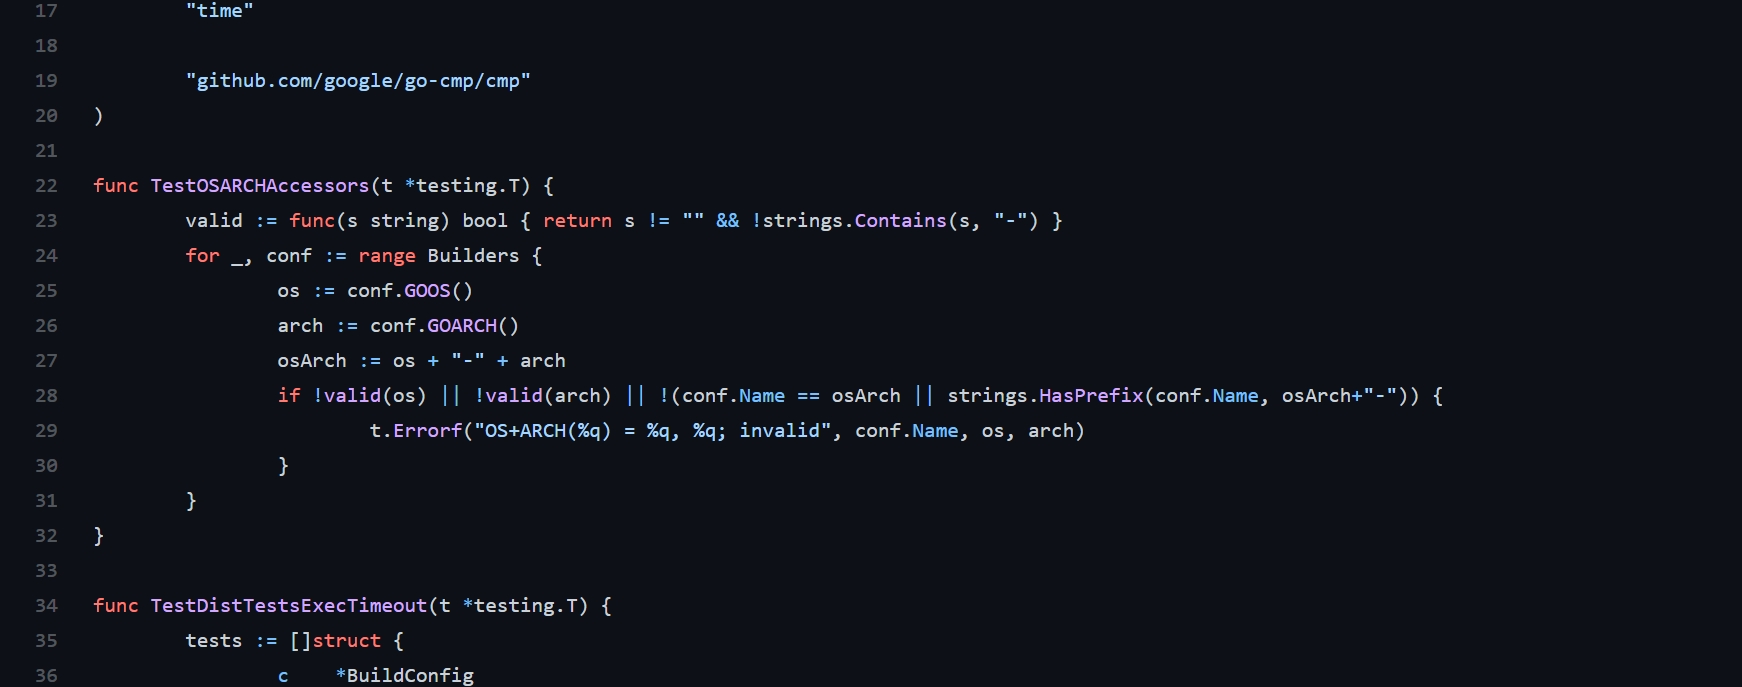 17 "time"
18
19 "github.com/google/go-cmp/cmp"
20 )
21
22 func TestOSARCHAccessors(t *testing.T) {
23 valid := func(s string) bool { return s != "" && !strings.Contains(s, "-") }
24 for _, conf := range Builders {
25 os := conf.GOOS()
26 arch := conf.GOARCH()
27 osArch := os + "-" + arch
28 if !valid(os) || !valid(arch) || !(conf.Name == osArch || strings.HasPrefix(conf.Name, osArch+"-")) {
29 t.Errorf("OS+ARCH(%q) = %q, %q; invalid", conf.Name, os, arch)
30 }
31 }
32 }
33
34 func TestDistTestsExecTimeout(t *testing.T) {
35 tests := []struct {
36 c *BuildConfig